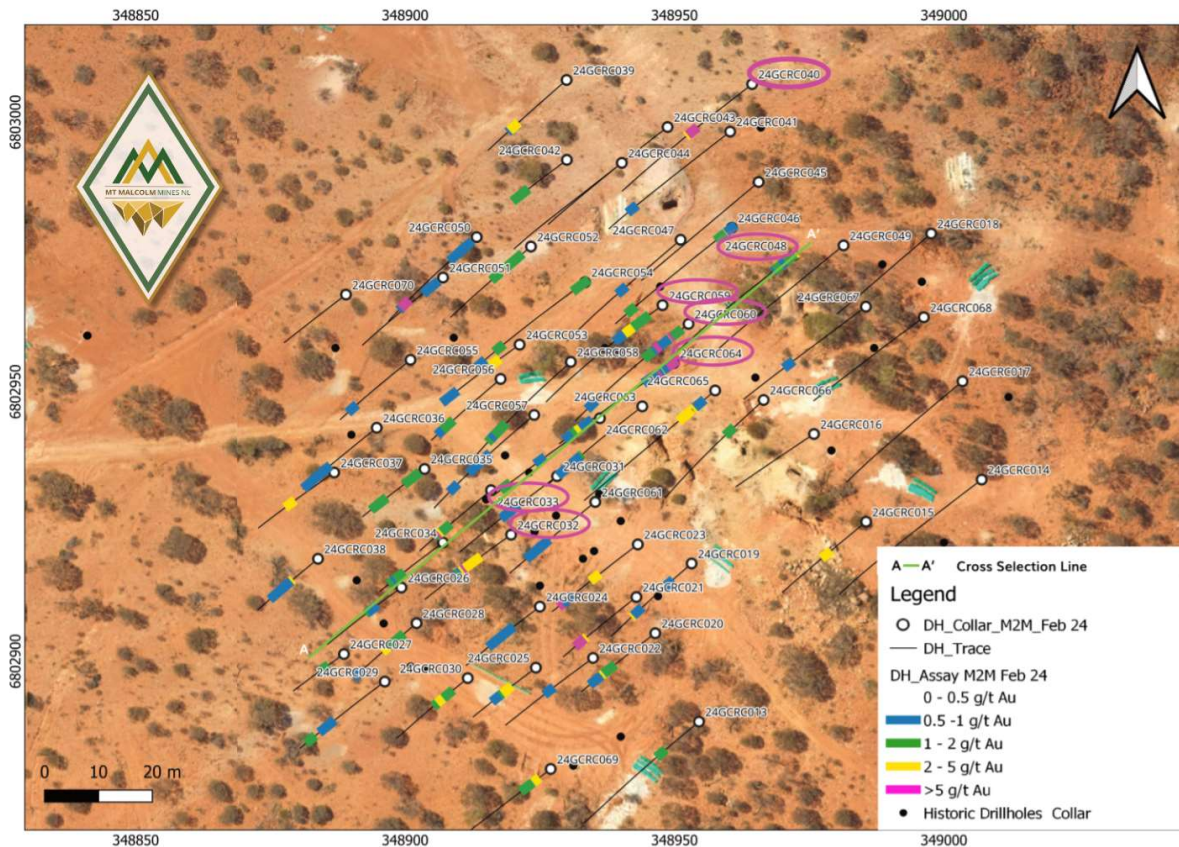 348850 348900 348950 349000
6803000
6802950
6802900
MT MALCOLM MINES NL
24GCRC039
24GCRC040
24GCRC043
24GCRC041
24GCRC042
24GCRC044
24GCRC045
24GCRC046
24GCRC047
24GCRC048
A'
24GCRC018
24GCRC049
24GCRC050
24GCRC052
24GCRC051
24GCRC054
24GCRC070
24GCRC059
24GCRC060
24GCRC067
24GCRC068
24GCRC053
24GCRC055
24GCRC056
24GCRC058
24GCRC064
24GCRC065
24GCRC017
24GCRC066
24GCRC063
24GCRC057
24GCRC036
24GCRC062
24GCRC016
24GCRC037
24GCRC035
24GCRC031
24GCRC014
24GCRC061
24GCRC033
24GCRC032
24GCRC015
24GCRC034
24GCRC023
24GCRC038
24GCRC019
24GCRC026
24GCRC024
24GCRC021
24GCRC028
24GCRC020
A
24GCRC027
24GCRC025
24GCRC022
24GCRC029
24GCRC030
24GCRC013
24GCRC069
0 10 20 m
A A' Cross Selection Line
Legend
DH_Collar_M2M_Feb 24
DH_Trace
DH_Assay M2M Feb 24
0 - 0.5 g/t Au
0.5 -1 g/t Au
1 - 2 g/t Au
2 - 5 g/t Au
>5 g/t Au
Historic Drillholes Collar
348850 348900 348950 349000